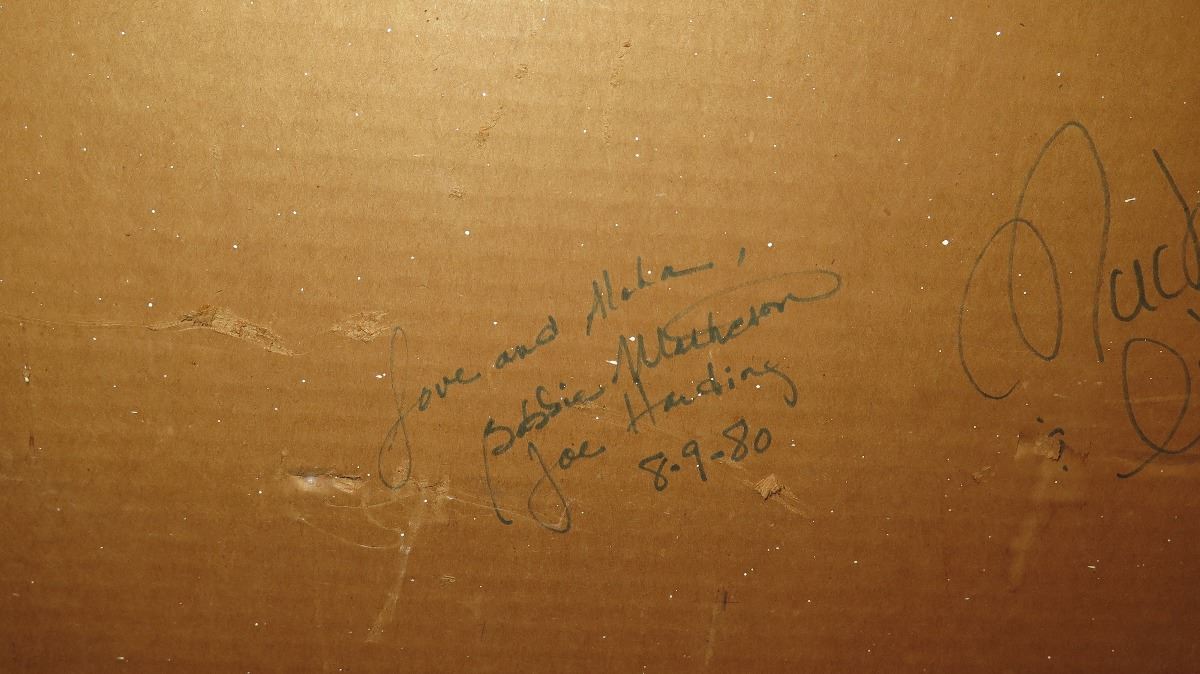 Love and Aloha,
Bobbie Matheson
Joe Harding
8-9-80